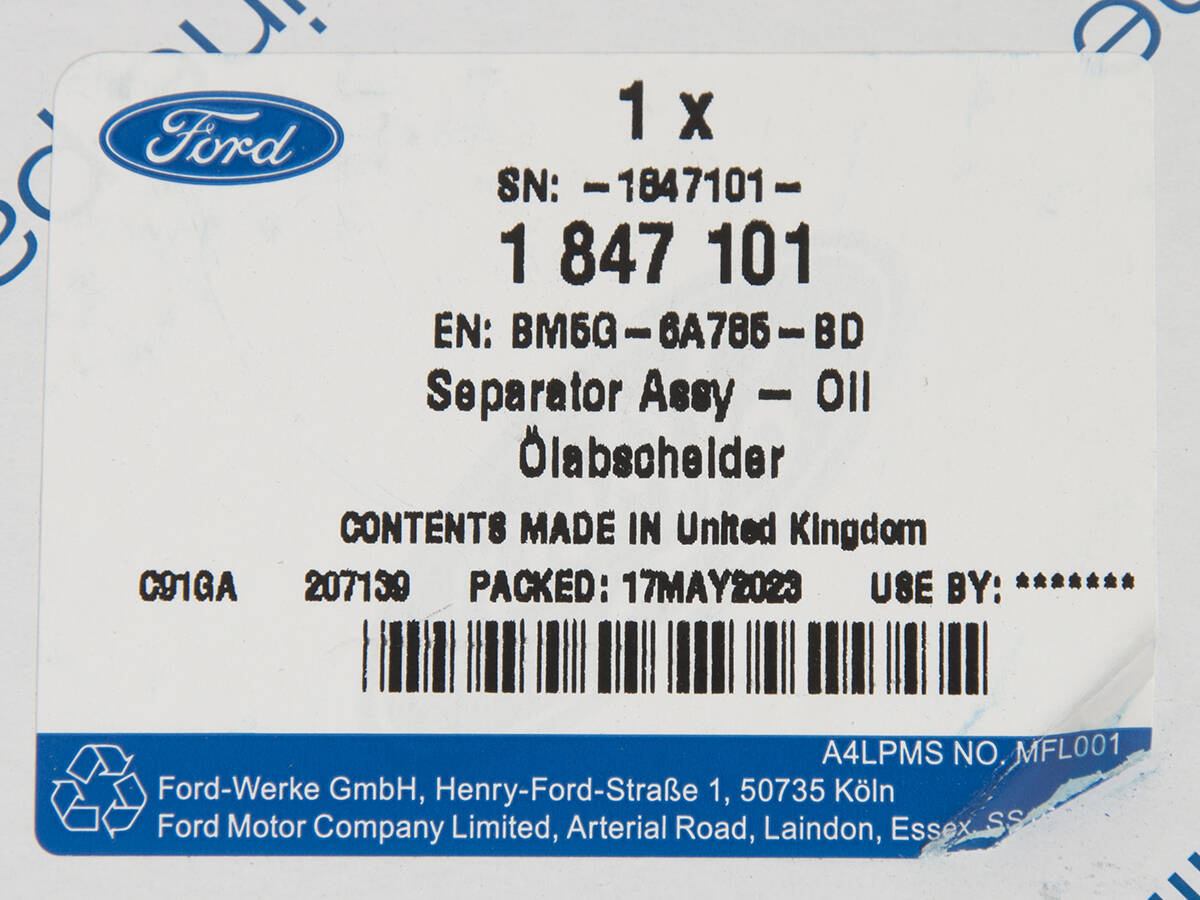 Ford
1 x
SN: -1847101-
1 847 101
EN: BM5G-6A785-BD
Separator Assy - Oil
Ölabscheider
CONTENTS MADE IN United Kingdom
C91GA 207139 PACKED: 17MAY2023 USE BY: *******
A4LPMS NO. MFL001
Ford-Werke GmbH, Henry-Ford-Straße 1, 50735 Köln
Ford Motor Company Limited, Arterial Road, Laindon, Essex,